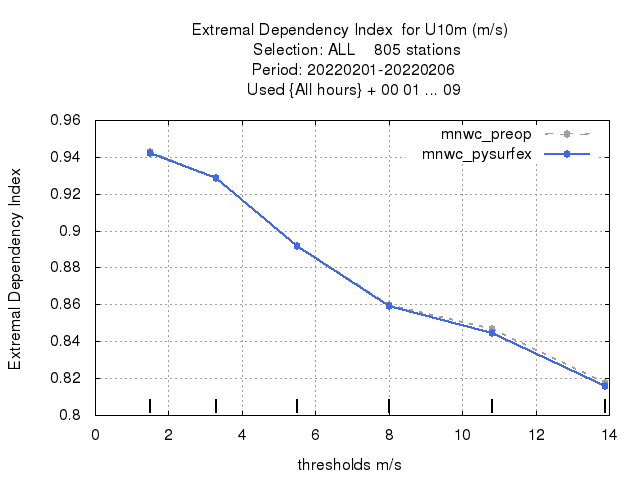 Extremal Dependency Index  for U10m (m/s)
Selection: ALL    805 stations
Period: 20220201-20220206
Used {All hours} + 00 01 ... 09
mnwc_preop
mnwc_pysurfex
Extremal Dependency Index
0.96
0.94
0.92
0.9
0.88
0.86
0.84
0.82
0.8
0 2 4 6 8 10 12 14
thresholds m/s